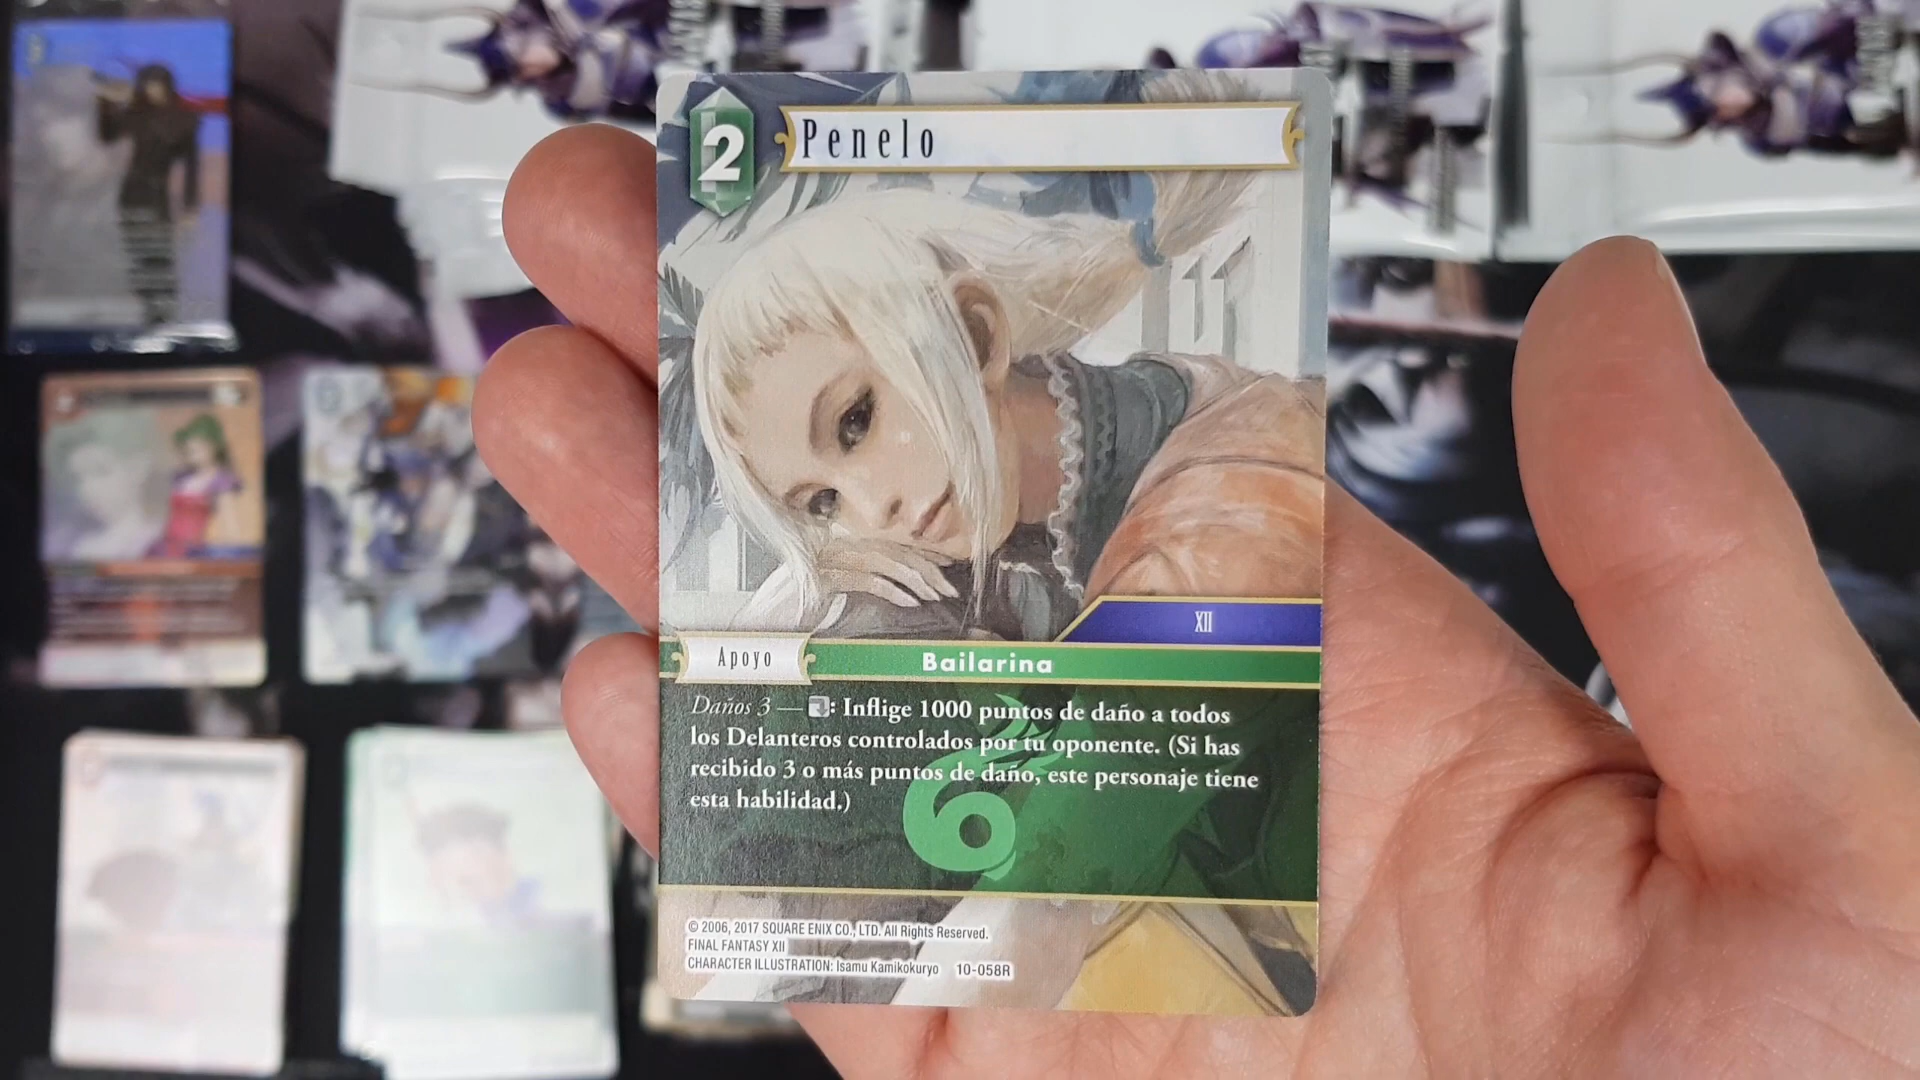 2
Penelo
XII
Apoyo
Bailarina
Daños 3 — : Inflige 1000 puntos de daño a todos
los Delanteros controlados por tu oponente. (Si has
recibido 3 o más puntos de daño, este personaje tiene
esta habilidad.)
6
© 2006, 2017 SQUARE ENIX CO., LTD. All Rights Reserved.
FINAL FANTASY XII
CHARACTER ILLUSTRATION: Isamu Kamikokuryo 10-058R